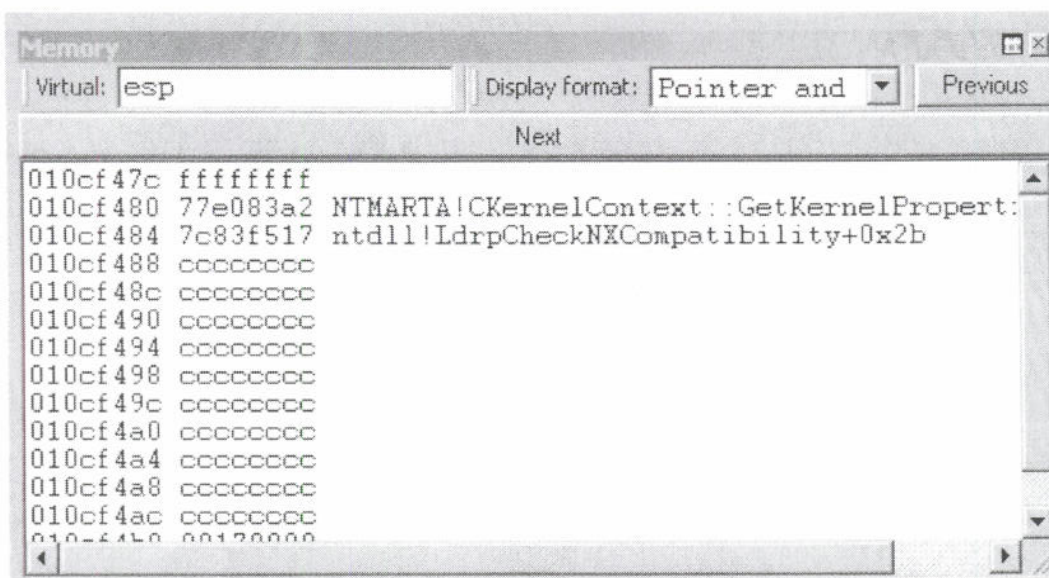 Memory
Virtual: esp Display format: Pointer and Previous
Next
010cf47c ffffffff
010cf480 77e083a2 NTMARTA!CKernelContext::GetKernelPropert
010cf484 7c83f517 ntdll!LdrpCheckNXCompatibility+0x2b
010cf488 cccccccc
010cf48c cccccccc
010cf490 cccccccc
010cf494 cccccccc
010cf498 cccccccc
010cf49c cccccccc
010cf4a0 cccccccc
010cf4a4 cccccccc
010cf4a8 cccccccc
010cf4ac cccccccc